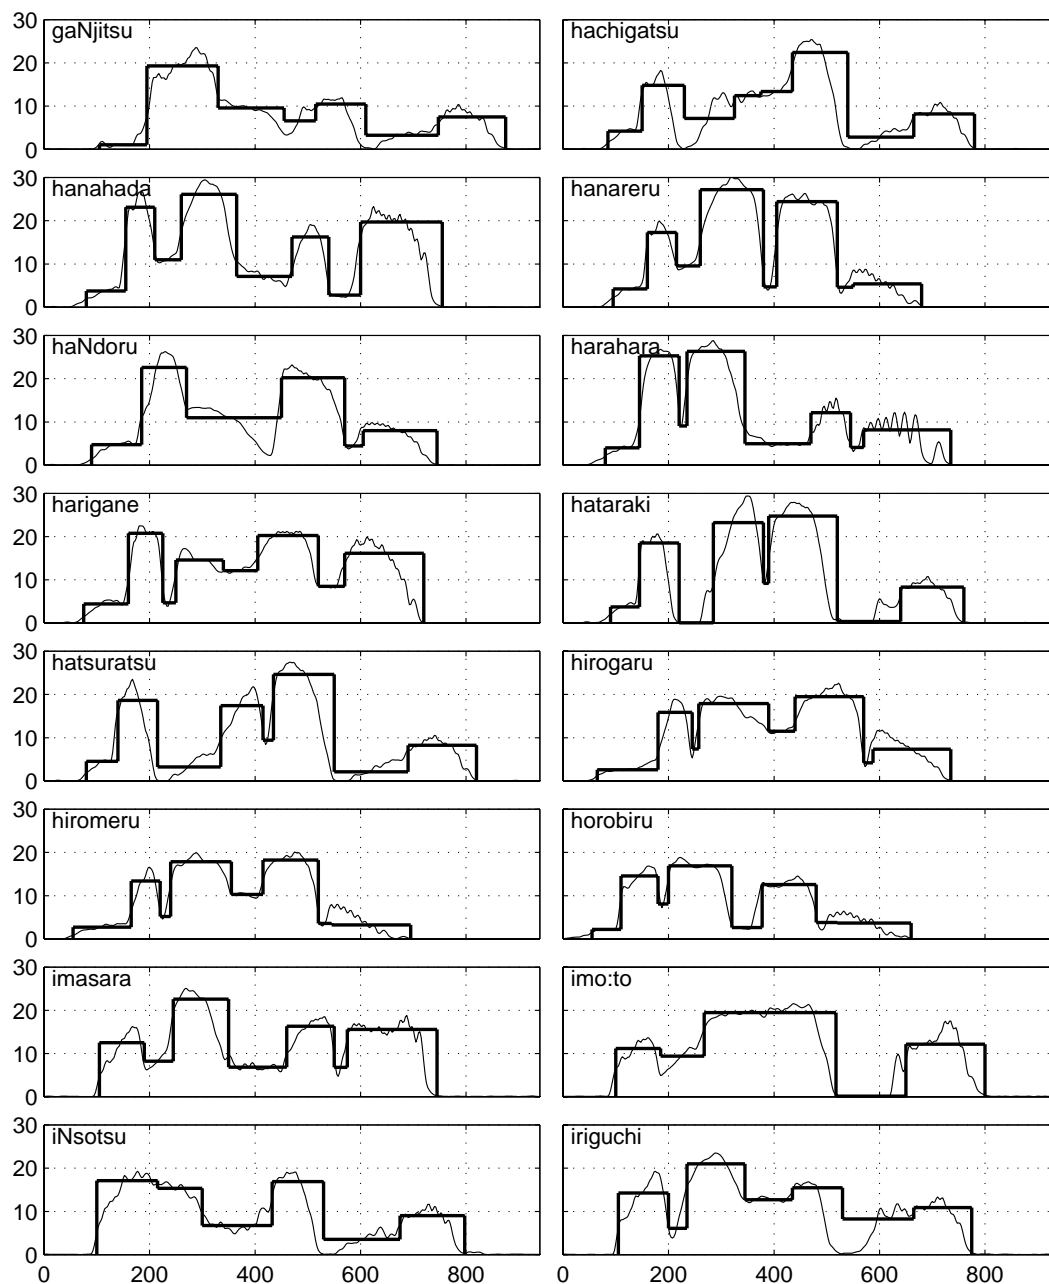 30 gaNjitsu hachigatsu
20
10
0
30 hanahada hanareru
20
10
0
30 haNdoru harahara
20
10
0
30 harigane hataraki
20
10
0
30 hatsuratsu hirogaru
20
10
0
30 hiromeru horobiru
20
10
0
30 imasara imo:to
20
10
0
30 iNsotsu iriguchi
20
10
0
0 200 400 600 800 0 200 400 600 800